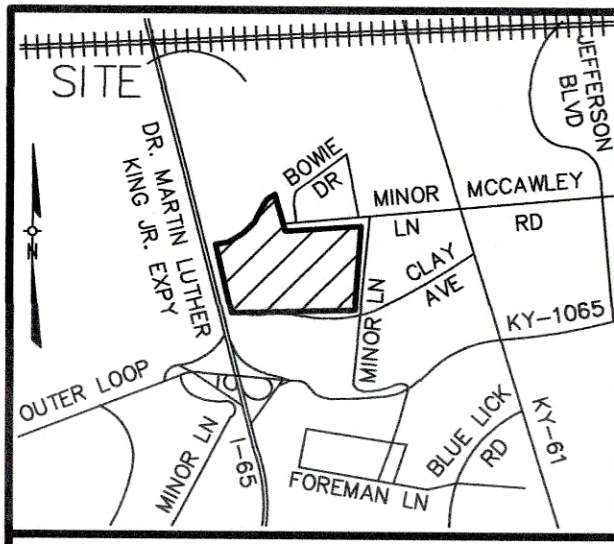 SITE
JEFFERSON
BLVD
DR. MARTIN LUTHER
KING JR. EXPY
BOWIE
DR
MINOR
LN
MCCAWLEY
RD
N
CLAY
AVE
MINOR LN
KY-1065
OUTER LOOP
MINOR LN
I-65
BLUE LICK
RD
KY-61
FOREMAN LN